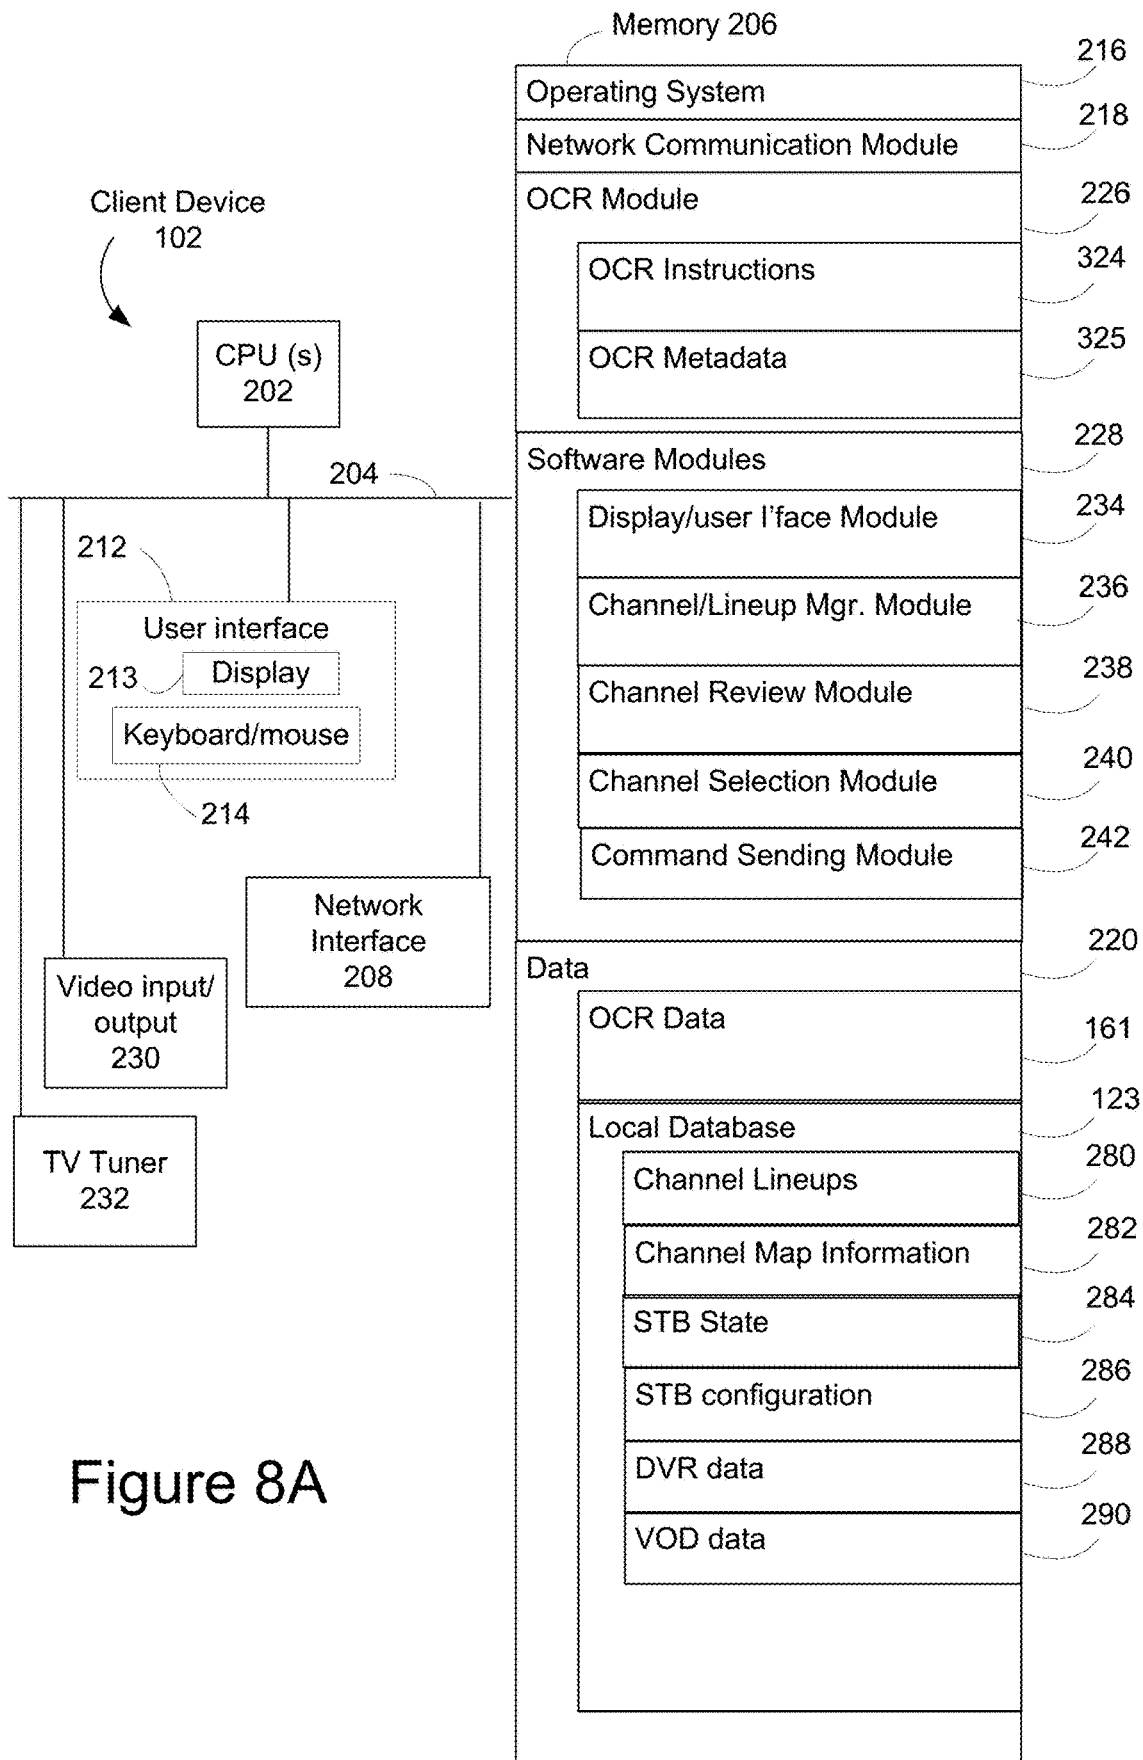 Memory 206
Operating System
216
Network Communication Module
218
OCR Module
226
OCR Instructions
324
OCR Metadata
325
Software Modules
228
Display/user I'face Module
234
Channel/Lineup Mgr. Module
236
Channel Review Module
238
Channel Selection Module
240
Command Sending Module
242
Data
220
OCR Data
161
Local Database
123
Channel Lineups
280
Channel Map Information
282
STB State
284
STB configuration
286
DVR data
288
VOD data
290
Client Device
102
CPU (s)
202
204
212
User interface
213
Display
Keyboard/mouse
214
Network
Interface
208
Video input/
output
230
TV Tuner
232
Figure 8A